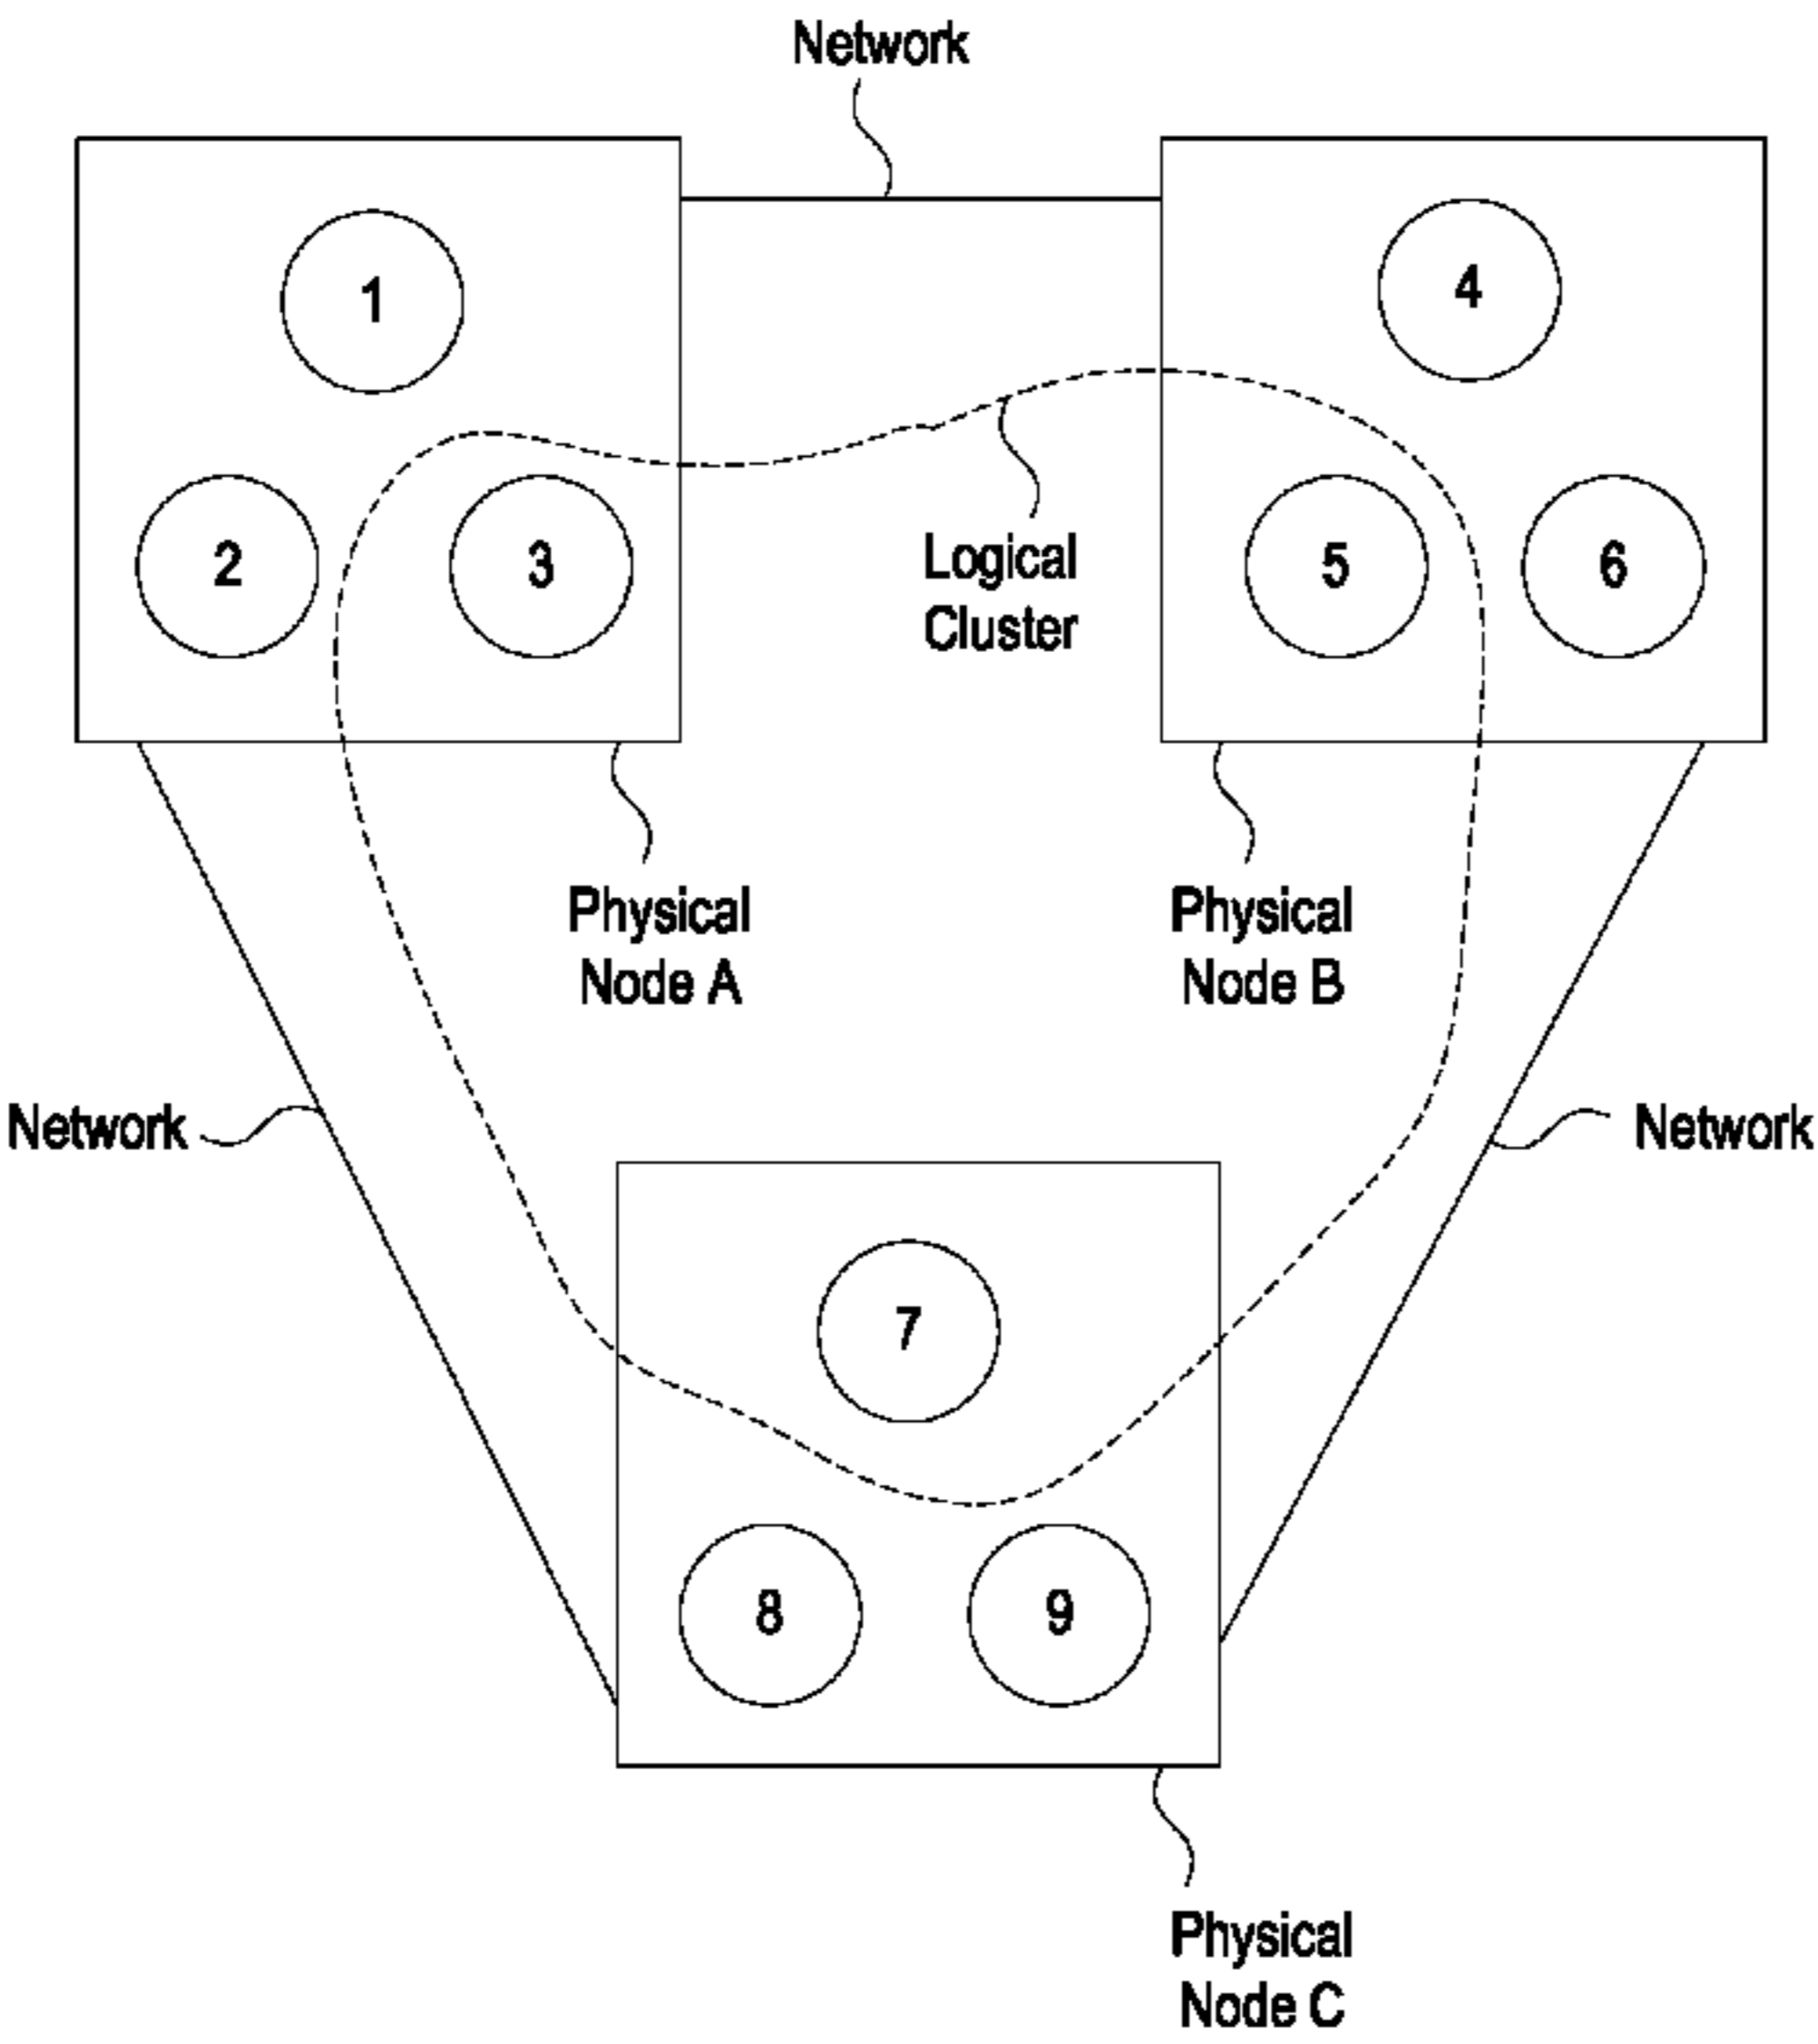 Network
1
4
2
3
5
6
Logical
Cluster
Physical
Node A
Physical
Node B
Network
Network
7
8
9
Physical
Node C